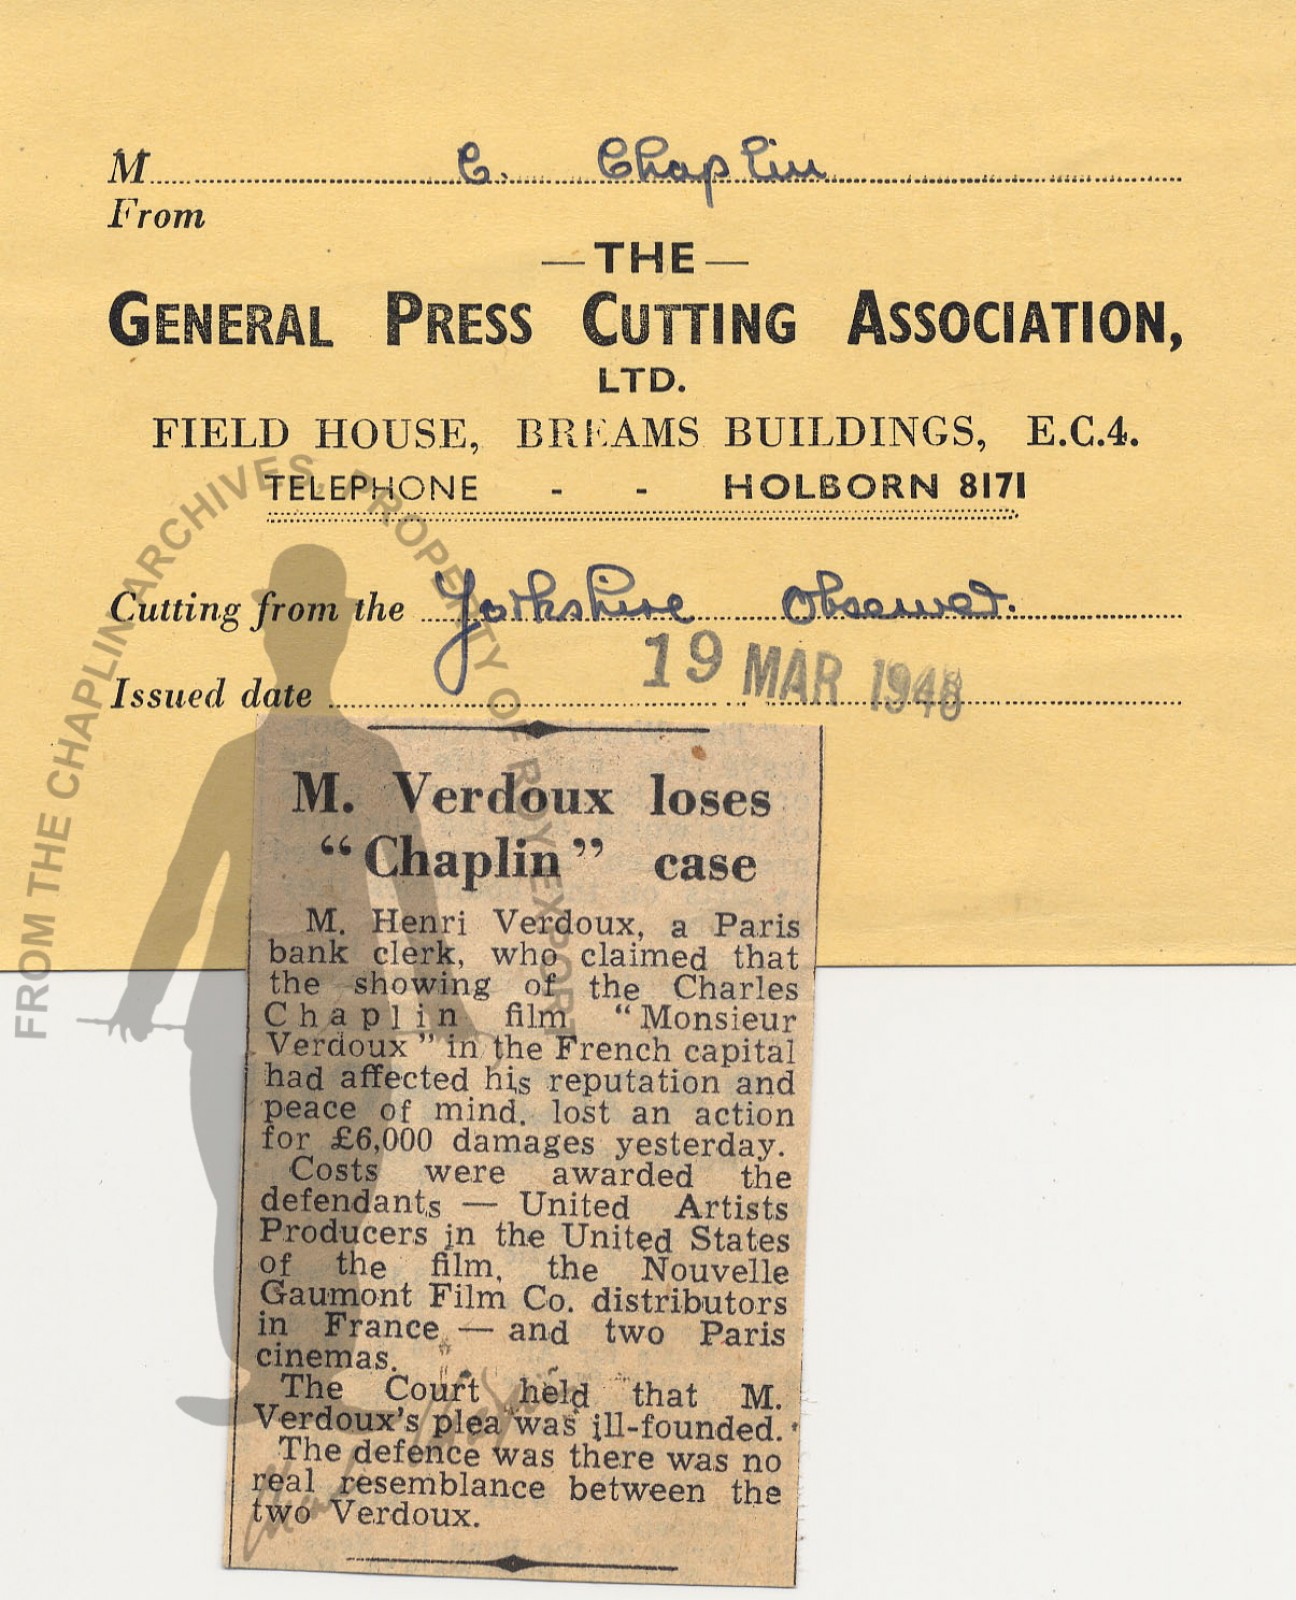 M. C. Chaplin
From
— THE —
GENERAL PRESS CUTTING ASSOCIATION,
LTD.
FIELD HOUSE, BREAMS BUILDINGS, E.C.4.
TELEPHONE - - HOLBORN 8171
Cutting from the Yorkshire Observer.
Issued date 19 MAR 1948
M. Verdoux loses
“Chaplin” case
M. Henri Verdoux, a Paris
bank clerk, who claimed that
the showing of the Charles
Chaplin film “Monsieur
Verdoux” in the French capital
had affected his reputation and
peace of mind, lost an action
for £6,000 damages yesterday.
Costs were awarded the
defendants — United Artists
Producers in the United States
of the film, the Nouvelle
Gaumont Film Co. distributors
in France — and two Paris
cinemas.
The Court held that M.
Verdoux’s plea was ill-founded.
The defence was there was no
real resemblance between the
two Verdoux.
FROM THE CHAPLIN ARCHIVES. PROPERTY OF ROY EXPORT